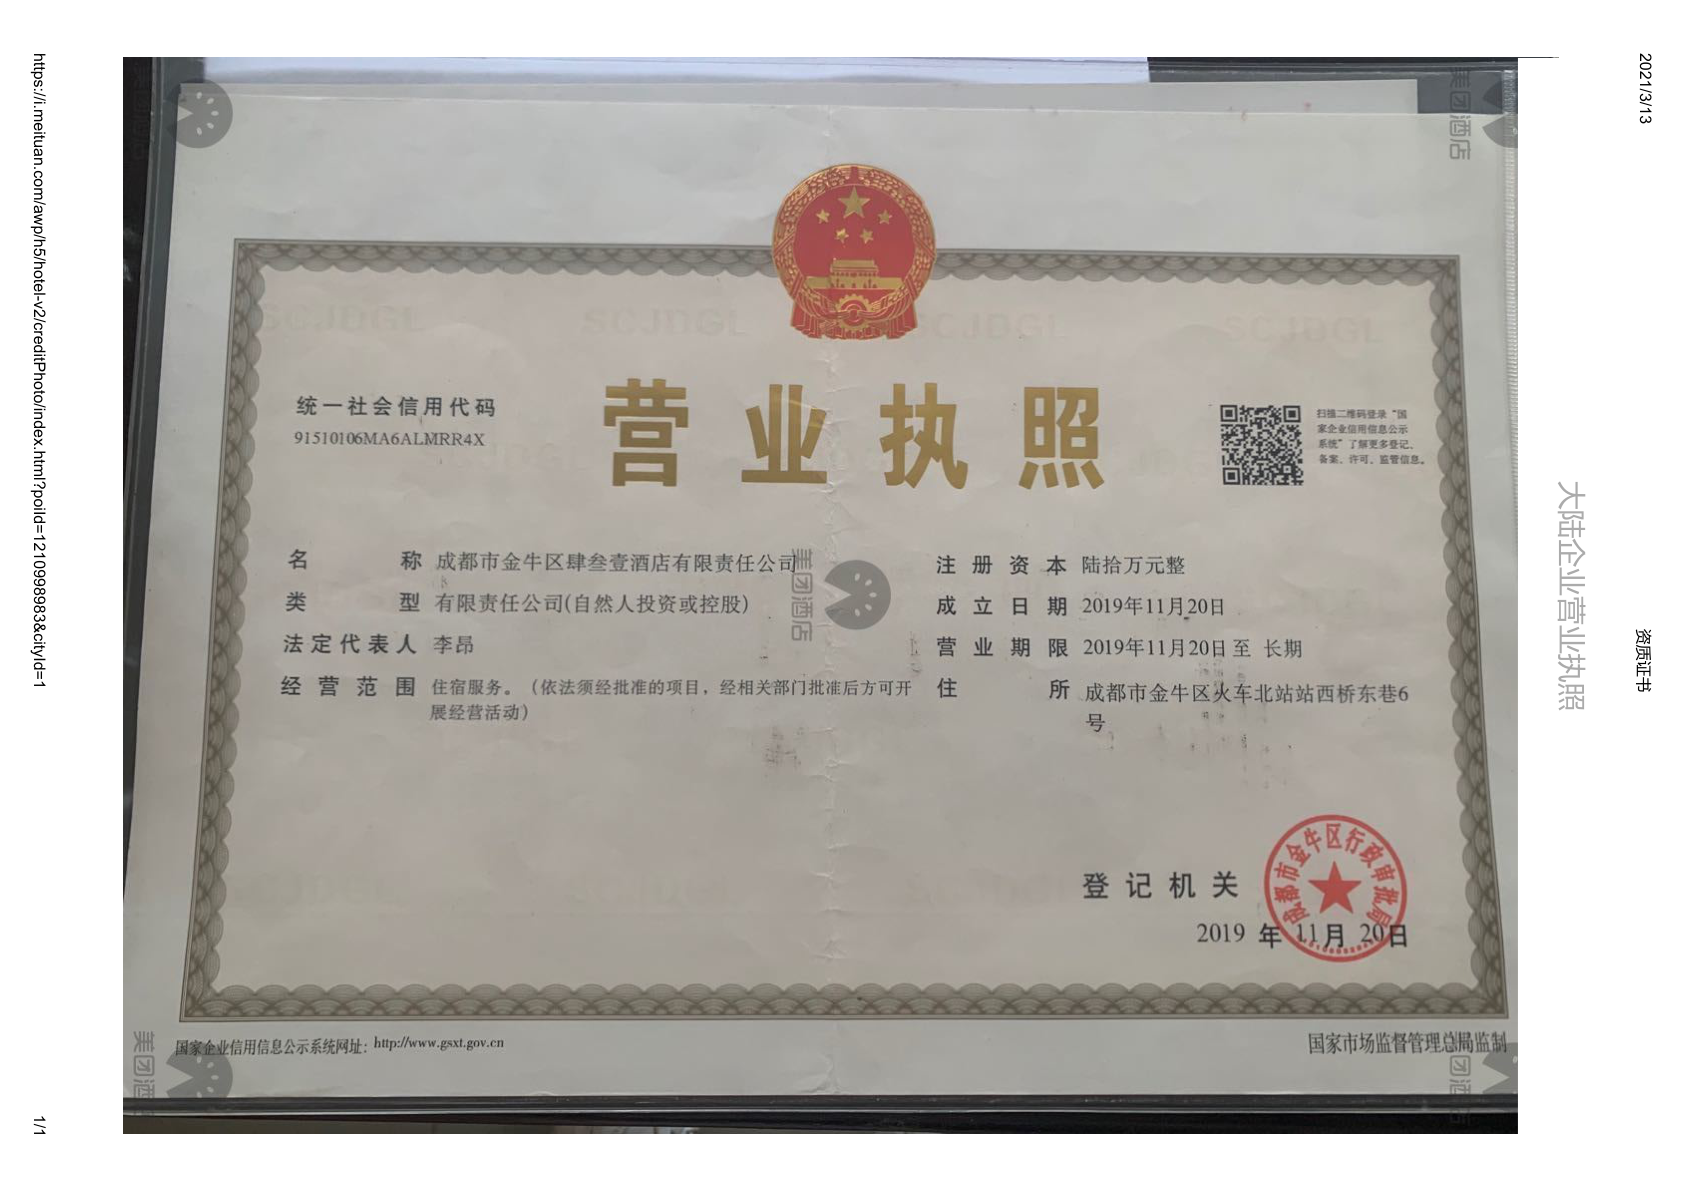 2021/3/13
资质证书
大陆企业营业执照
美团酒店
SCJDGL
SCJDGL
SCJDGL
SCJDGL
统一社会信用代码
91510106MA6ALMRR4X
营业执照
扫描二维码登录“国
家企业信用信息公示
系统”了解更多登记、
备案、许可、监管信息。
名称 成都市金牛区肆叁壹酒店有限责任公司
类型 有限责任公司(自然人投资或控股)
法定代表人 李昂
经营范围 住宿服务。(依法须经批准的项目,经相关部门批准后方可开
展经营活动)
美团酒店
注册资本 陆拾万元整
成立日期 2019年11月20日
营业期限 2019年11月20日至 长期
住所 成都市金牛区火车北站站西桥东巷6
号
登记机关
成都市金牛区行政审批局
2019 年 11月 20日
国家企业信用信息公示系统网址: http://www.gsxt.gov.cn
国家市场监督管理总局监制
美团酒
美团酒
https://i.meituan.com/awp/h5/hotel-v2/creditPhoto/index.html?poiId=1210998983&cityId=1
1/1